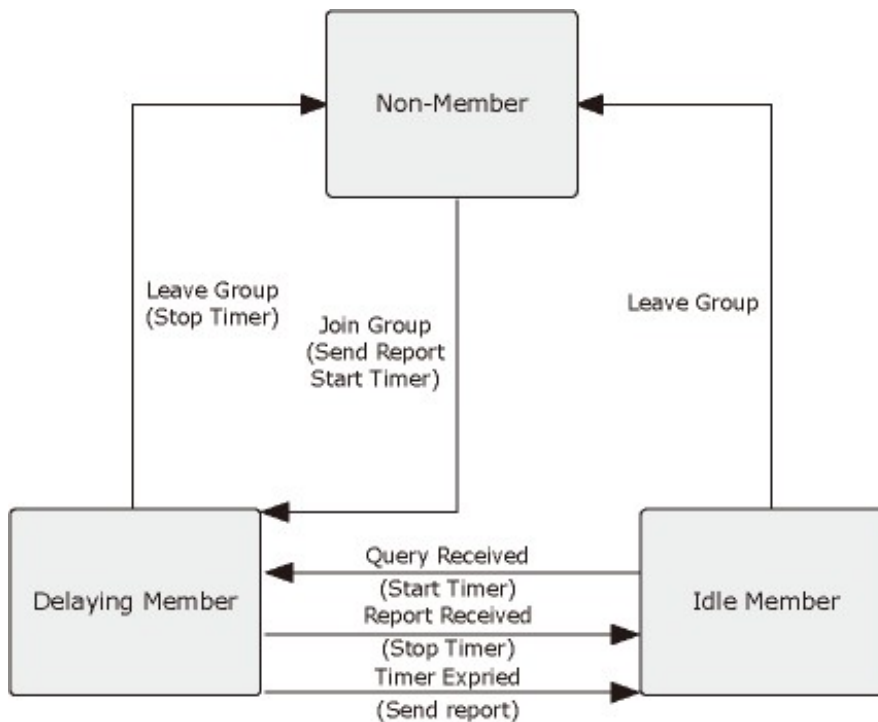 Non-Member
Leave Group
(Stop Timer)
Join Group
(Send Report
Start Timer)
Leave Group
Delaying Member
Query Received
(Start Timer)
Report Received
(Stop Timer)
Timer Expried
(Send report)
Idle Member